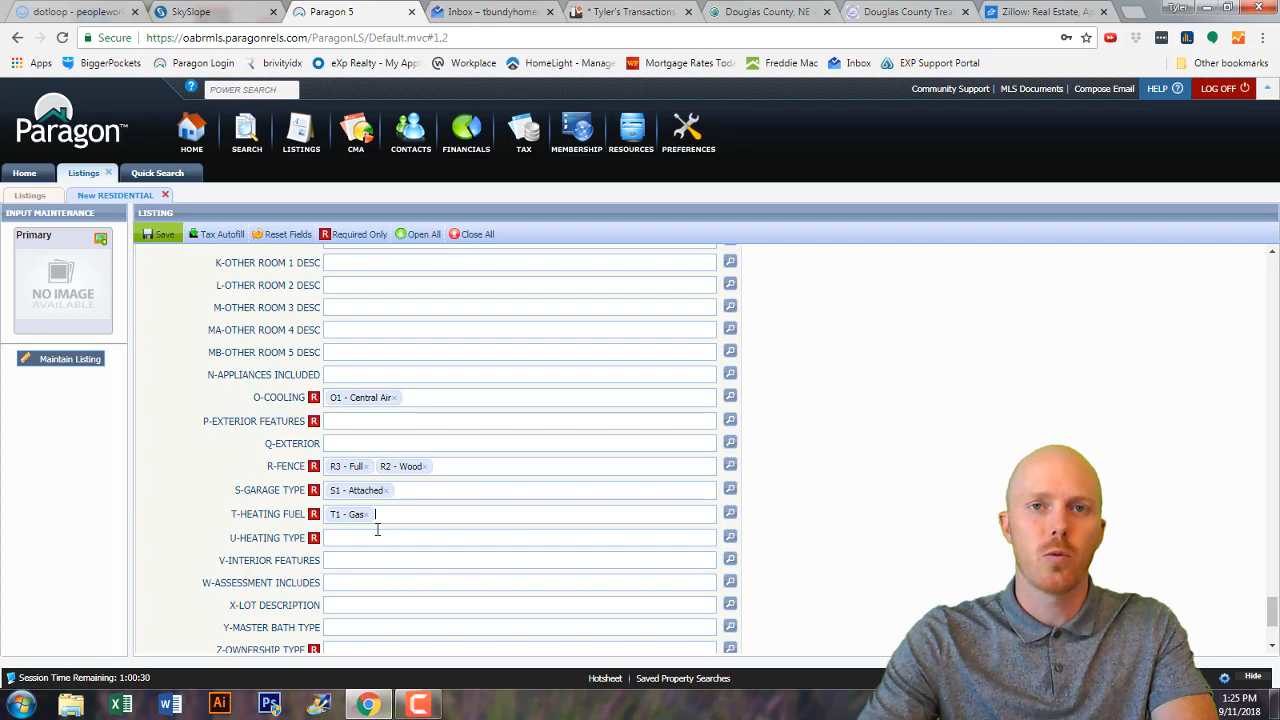 dotloop - peoplework
SkySlope
Paragon 5
Inbox – tbundyhome
* Tyler's Transactions
Douglas County, NE -
Douglas County Trea
Zillow: Real Estate, A
Tyler
Secure
https://oabrmls.paragonrels.com/ParagonLS/Default.mvc#1.2
Apps
BiggerPockets
Paragon Login
brivityidx
eXp Realty - My Appl
Workplace
HomeLight - Manage
Mortgage Rates Toda
Freddie Mac
Inbox
EXP Support Portal
Other bookmarks
Paragon
POWER SEARCH
Community Support
MLS Documents
Compose Email
HELP
LOG OFF
HOME
SEARCH
LISTINGS
CMA
CONTACTS
FINANCIALS
TAX
MEMBERSHIP
RESOURCES
PREFERENCES
Home
Listings
Quick Search
Listings
New RESIDENTIAL
INPUT MAINTENANCE
LISTING
Primary
NO IMAGE
AVAILABLE
Maintain Listing
Save
Tax Autofill
Reset Fields
R Required Only
Open All
Close All
K-OTHER ROOM 1 DESC
L-OTHER ROOM 2 DESC
M-OTHER ROOM 3 DESC
MA-OTHER ROOM 4 DESC
MB-OTHER ROOM 5 DESC
N-APPLIANCES INCLUDED
O-COOLING R O1 - Central Air×
P-EXTERIOR FEATURES R
Q-EXTERIOR
R-FENCE R R3 - Full× R2 - Wood×
S-GARAGE TYPE R S1 - Attached×
T-HEATING FUEL R T1 - Gas×
U-HEATING TYPE R
V-INTERIOR FEATURES
W-ASSESSMENT INCLUDES
X-LOT DESCRIPTION
Y-MASTER BATH TYPE
Z-OWNERSHIP TYPE R
Session Time Remaining : 1:00:30
Hotsheet
Saved Property Searches
Hide
1:25 PM
9/11/2018